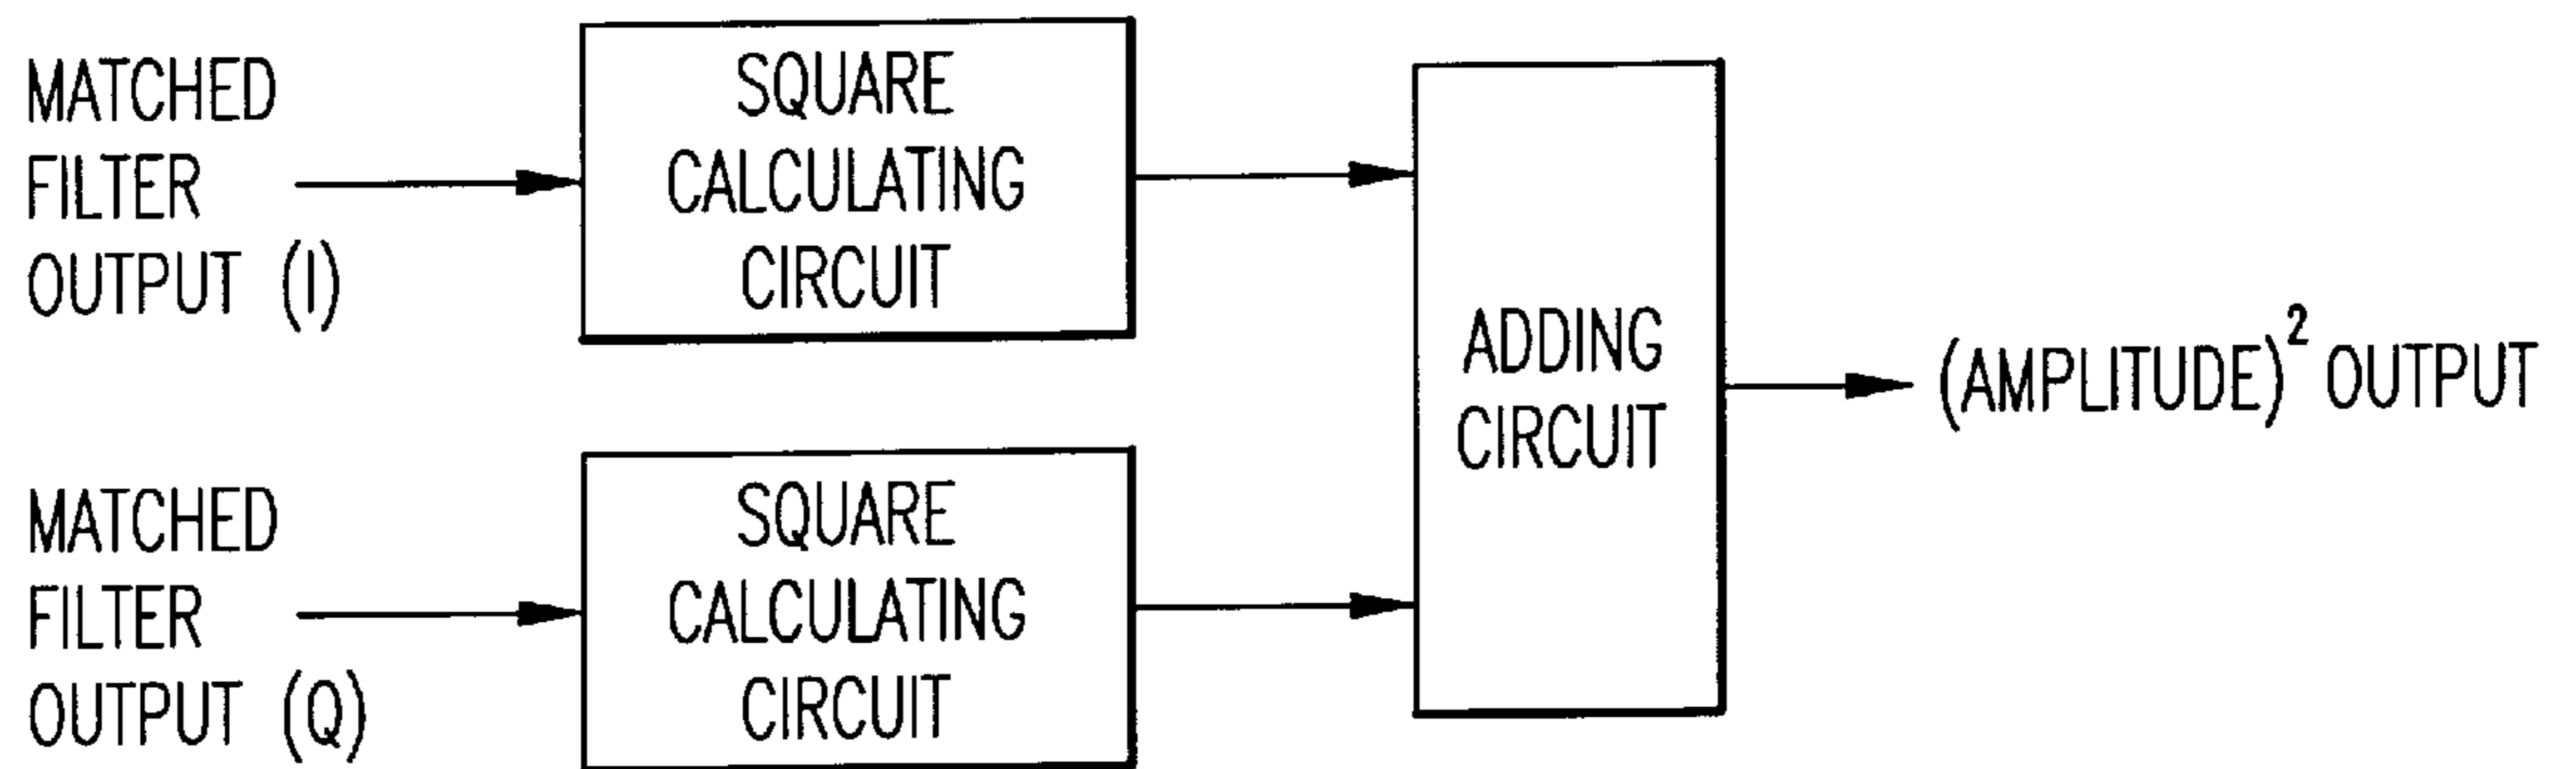 MATCHED
FILTER
OUTPUT (I)
SQUARE
CALCULATING
CIRCUIT
MATCHED
FILTER
OUTPUT (Q)
SQUARE
CALCULATING
CIRCUIT
ADDING
CIRCUIT
(AMPLITUDE)² OUTPUT